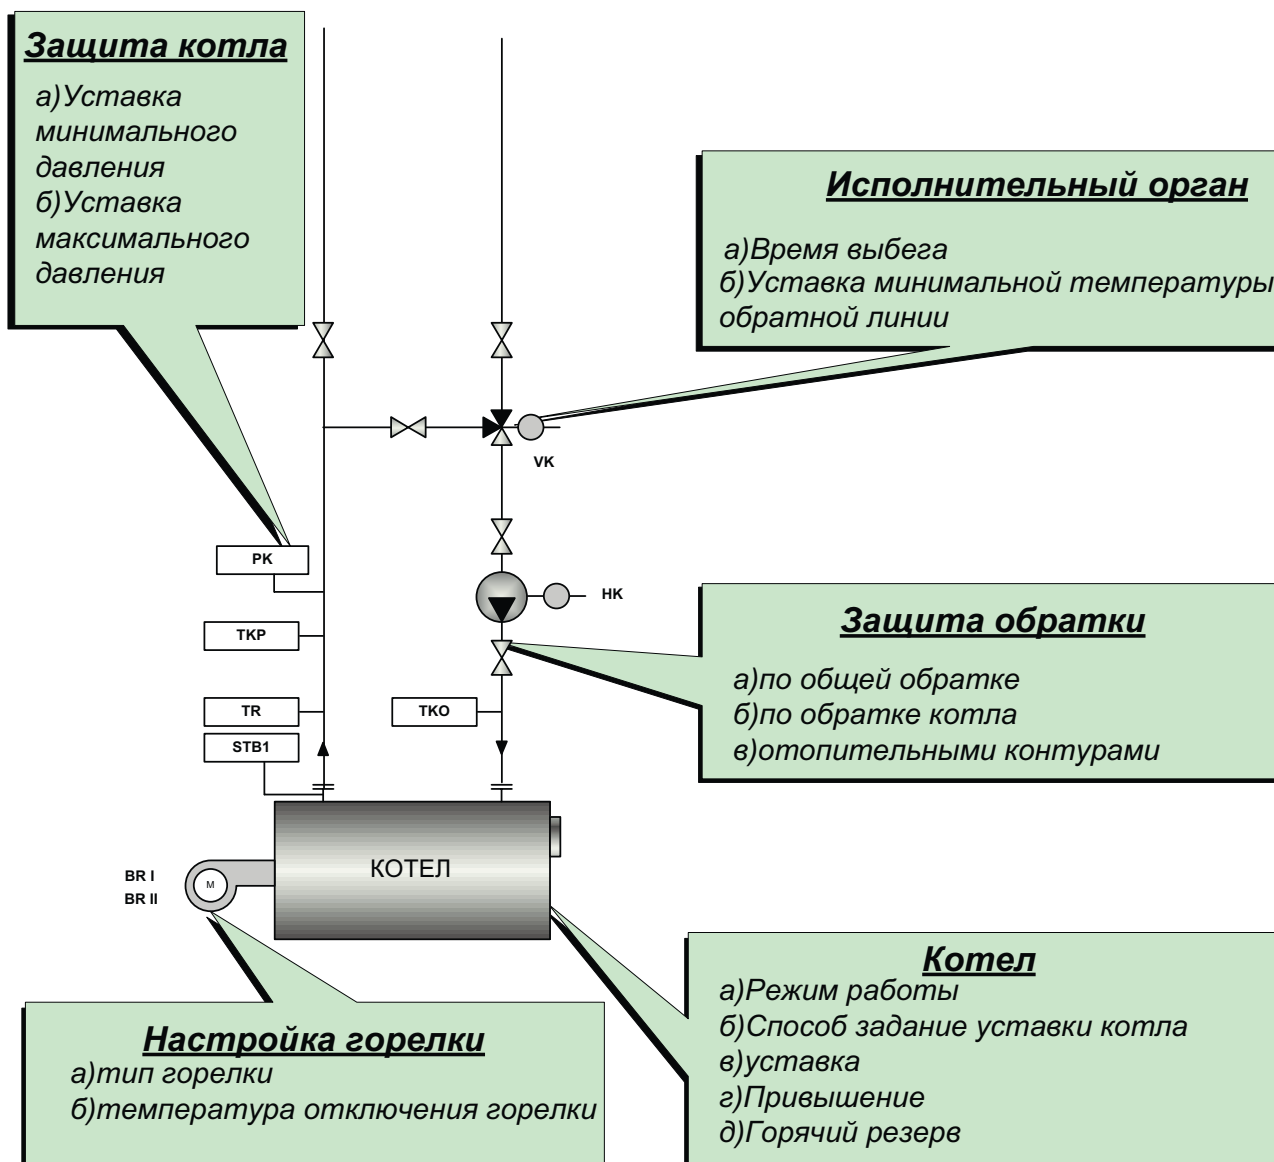 Защита котла
а)Уставка
минимального
давления
б)Уставка
максимального
давления
Исполнительный орган
а)Время выбега
б)Уставка минимальной температуры
обратной линии
VK
PK
HK
TKP
Защита обратки
а)по общей обратке
б)по обратке котла
в)отопительными контурами
TR
TKO
STB1
КОТЕЛ
BR I
BR II
M
Котел
а)Режим работы
б)Способ задание уставки котла
в)уставка
г)Привышение
д)Горячий резерв
Настройка горелки
а)тип горелки
б)температура отключения горелки